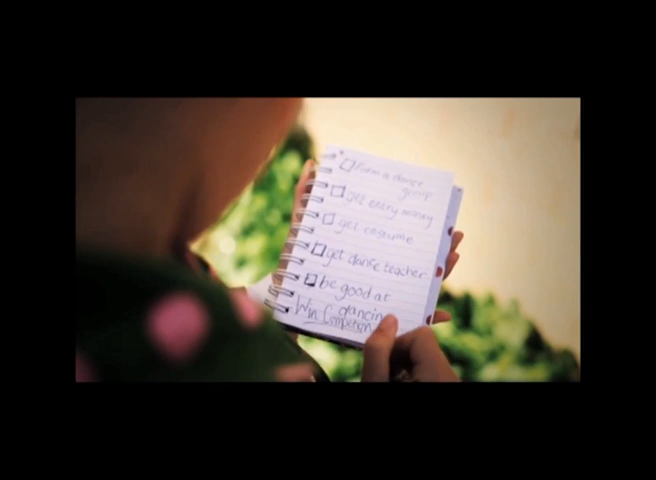 Form a dance
group
get entry money
get costume
get dance teacher
be good at
dancing
Win Competition